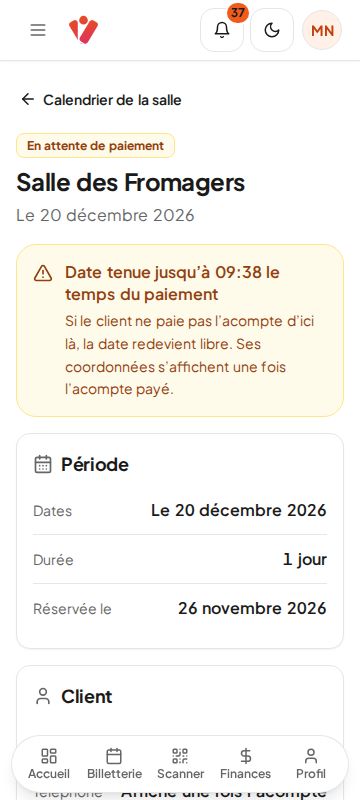 37
MN
Calendrier de la salle
En attente de paiement
Salle des Fromagers
Le 20 décembre 2026
Date tenue jusqu'à 09:38 le
temps du paiement
Si le client ne paie pas l'acompte d'ici
là, la date redevient libre. Ses
coordonnées s'affichent une fois
l'acompte payé.
Période
Dates Le 20 décembre 2026
Durée 1 jour
Réservée le 26 novembre 2026
Client
Accueil Billetterie Scanner Finances Profil